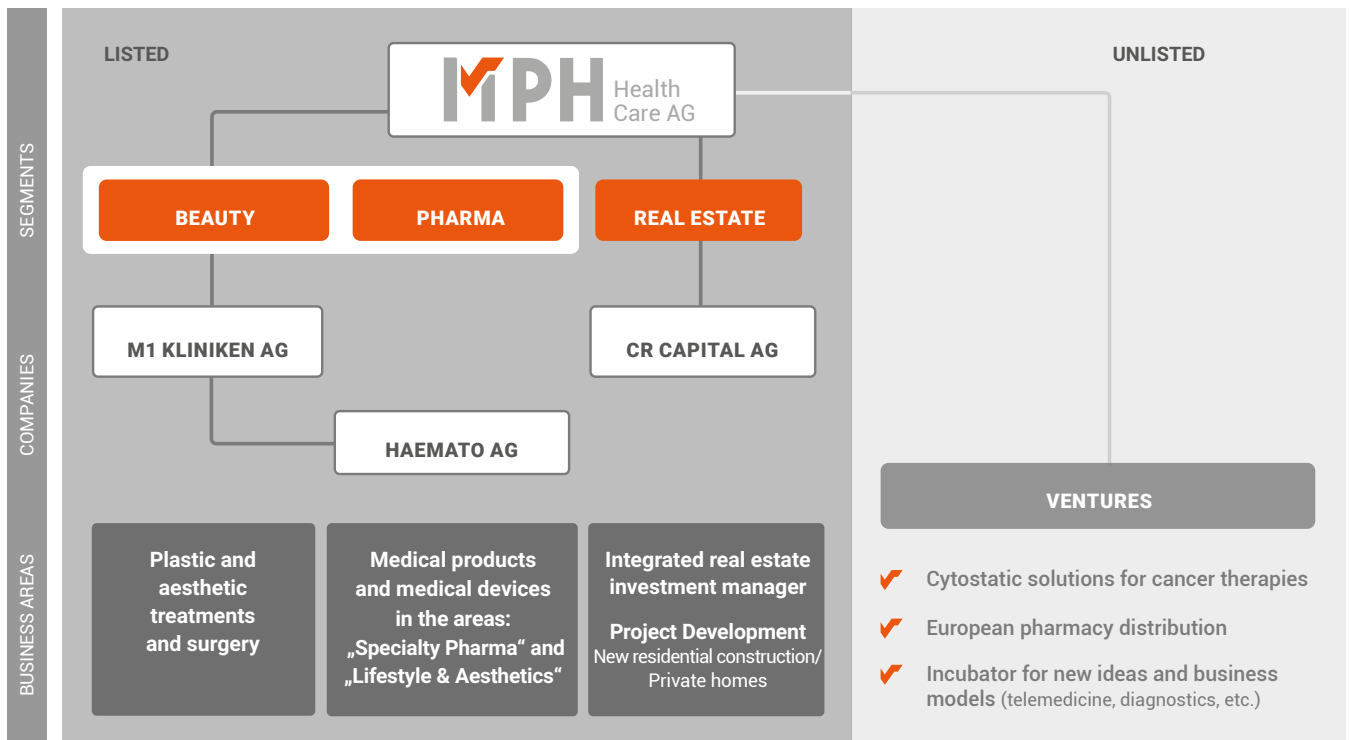 LISTED
UNLISTED
MPH Health
Care AG
SEGMENTS
BEAUTY
PHARMA
REAL ESTATE
COMPANIES
M1 KLINIKEN AG
CR CAPITAL AG
HAEMATO AG
VENTURES
BUSINESS AREAS
Plastic and
aesthetic
treatments
and surgery
Medical products
and medical devices
in the areas:
„Specialty Pharma“ and
„Lifestyle & Aesthetics“
Integrated real estate
investment manager
Project Development
New residential construction/
Private homes
Cytostatic solutions for cancer therapies
European pharmacy distribution
Incubator for new ideas and business
models (telemedicine, diagnostics, etc.)